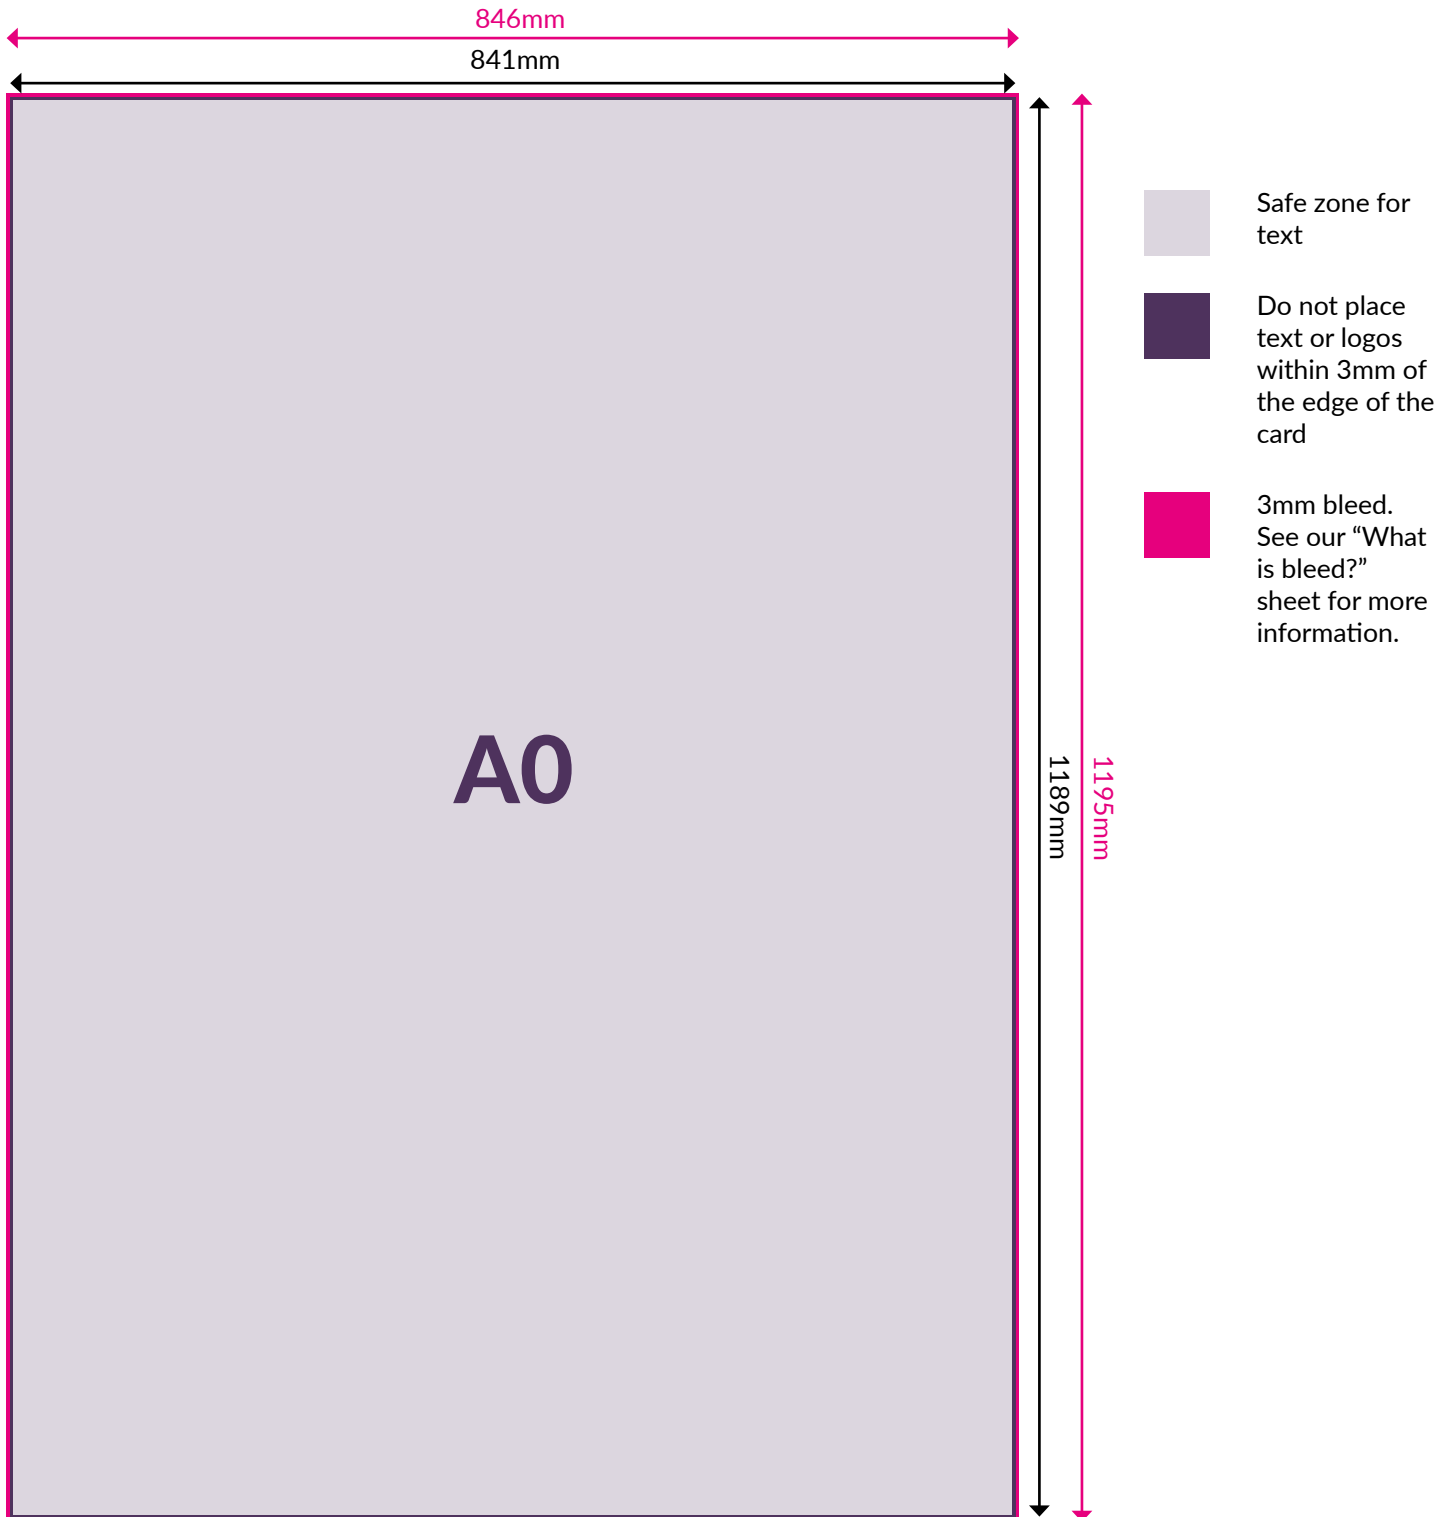 846mm
841mm
Safe zone for
text
Do not place
text or logos
within 3mm of
the edge of the
card
3mm bleed.
See our “What
is bleed?”
sheet for more
information.
A0
1189mm
1195mm